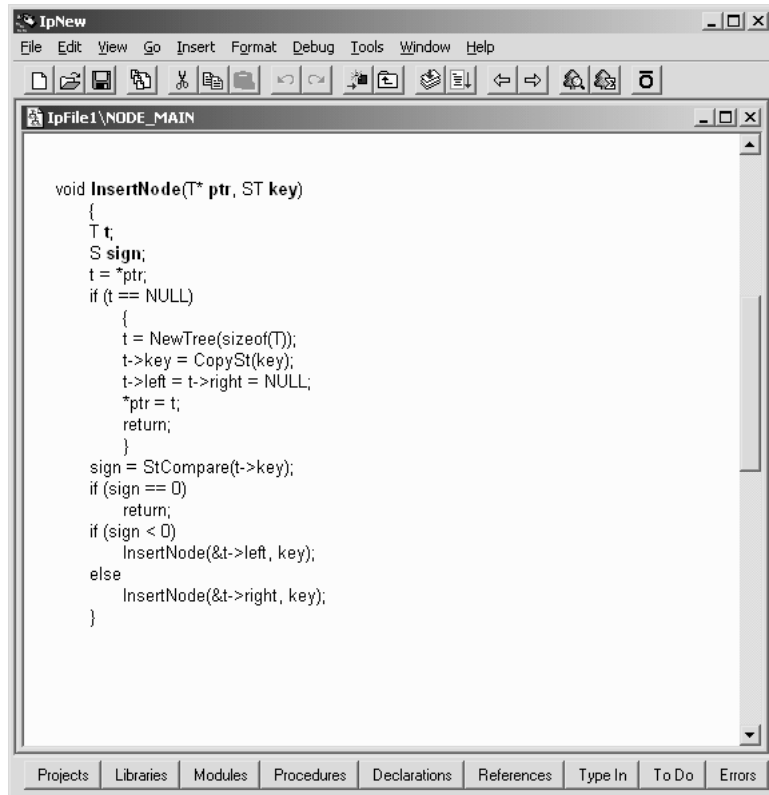 IpNew
File Edit View Go Insert Format Debug Tools Window Help
IpFile1\NODE_MAIN
void InsertNode(T* ptr, ST key)
{
T t;
S sign;
t = *ptr;
if (t == NULL)
{
t = NewTree(sizeof(T));
t->key = CopySt(key);
t->left = t->right = NULL;
*ptr = t;
return;
}
sign = StCompare(t->key);
if (sign == 0)
return;
if (sign < 0)
InsertNode(&t->left, key);
else
InsertNode(&t->right, key);
}
Projects Libraries Modules Procedures Declarations References Type In To Do Errors